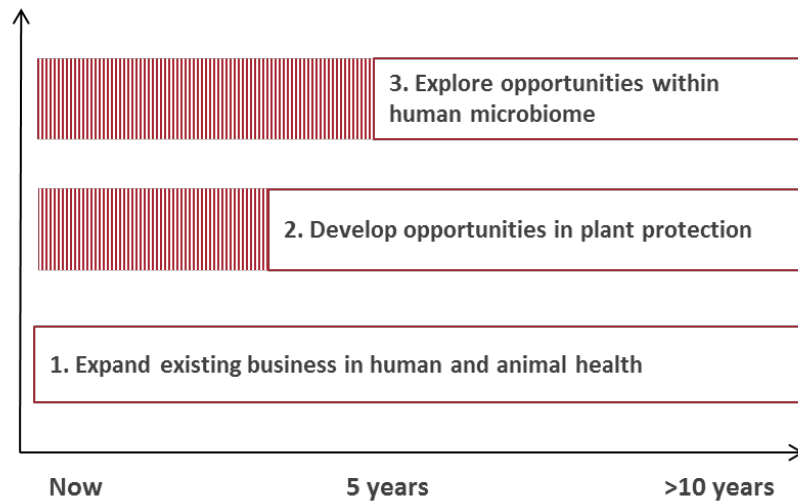 3. Explore opportunities within
human microbiome
2. Develop opportunities in plant protection
1. Expand existing business in human and animal health
Now 5 years >10 years